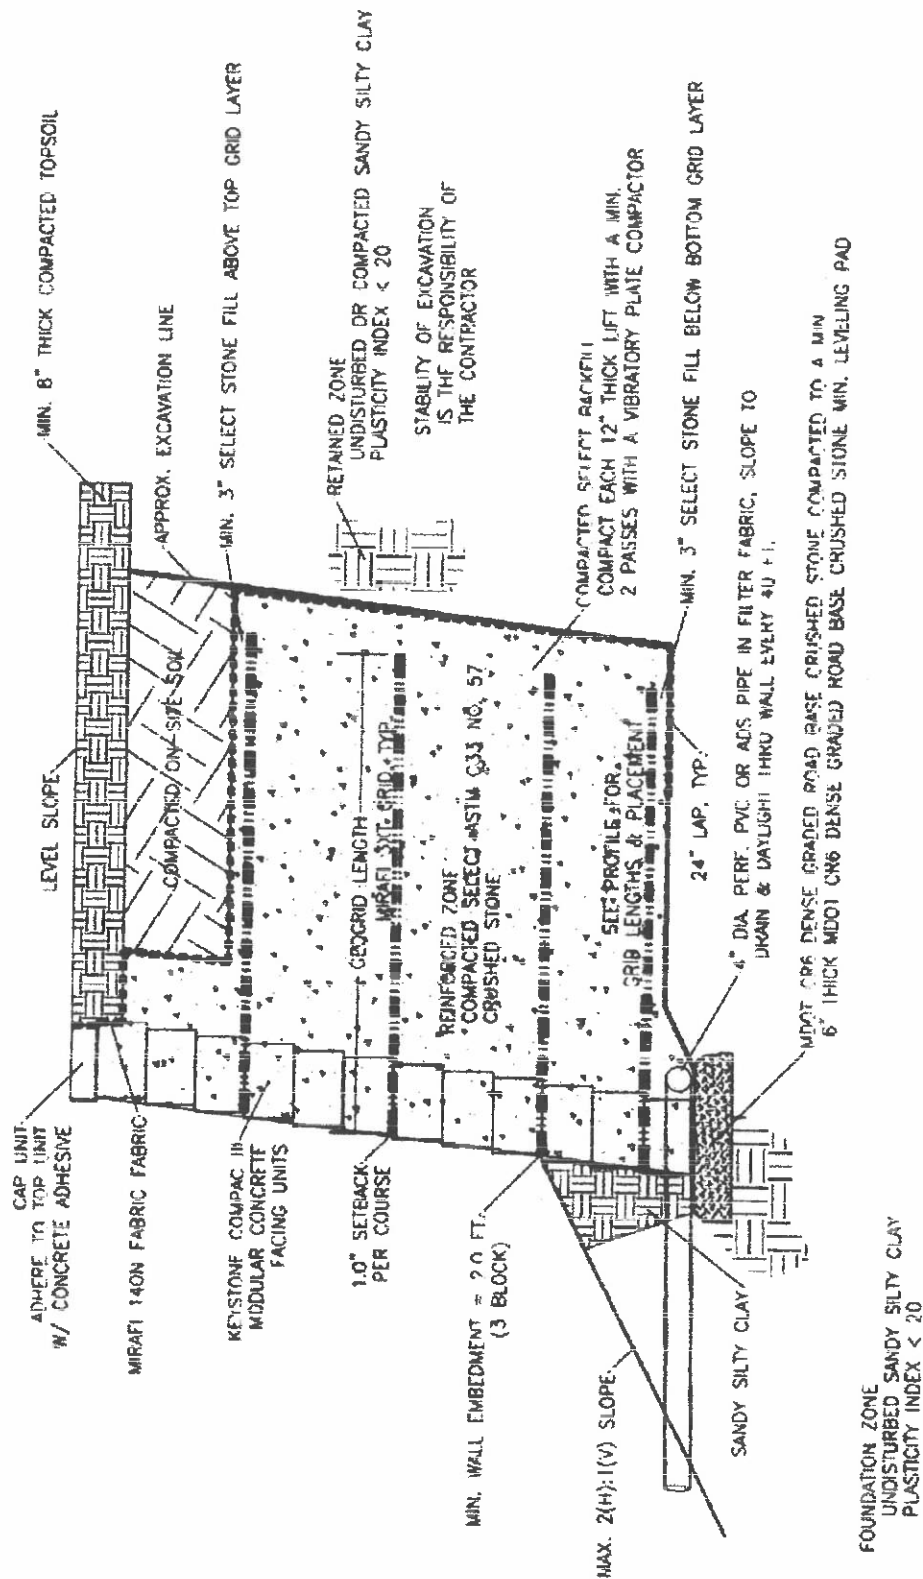 CAP UNIT
ADHERE TO TOP UNIT
W/ CONCRETE ADHESIVE
MIRAFI 140N FABRIC FABRIC
KEYSTONE COMPAC III
MODULAR CONCRETE
FACING UNITS
1.0" SETBACK
PER COURSE
MIN. WALL EMBEDMENT = 2.0 FT.
(3 BLOCK)
MAX. 2(H):1(V) SLOPE
SANDY SILTY CLAY
FOUNDATION ZONE
UNDISTURBED SANDY SILTY CLAY
PLASTICITY INDEX < 20
LEVEL SLOPE
COMPACTED ON-SITE SOIL
GEOGRID LENGTH
MIRAFI GRID, TYP.
REINFORCED ZONE
COMPACTED SELECT ASTM C33 NO. 57
CRUSHED STONE
SEE PROFILE FOR
GRID LENGTHS & PLACEMENT
24" LAP, TYP.
MIN. 8" THICK COMPACTED TOPSOIL
APPROX. EXCAVATION LINE
MIN. 3" SELECT STONE FILL ABOVE TOP GRID LAYER
RETAINED ZONE
UNDISTURBED OR COMPACTED SANDY SILTY CLAY
PLASTICITY INDEX < 20
STABILITY OF EXCAVATION
IS THE RESPONSIBILITY OF
THE CONTRACTOR
COMPACTED SELECT BACKFILL
COMPACT EACH 12" THICK LIFT WITH A MIN.
2 PASSES WITH A VIBRATORY PLATE COMPACTOR
MIN. 3" SELECT STONE FILL BELOW BOTTOM GRID LAYER
4" DIA. PERF. PVC OR ADS PIPE IN FILTER FABRIC, SLOPE TO
DRAIN & DAYLIGHT THRU WALL EVERY 40 FT.
MDOT CR6 DENSE GRADED ROAD BASE CRUSHED STONE COMPACTED TO A MIN
6" THICK MDOT CR6 DENSE GRADED ROAD BASE CRUSHED STONE MIN. LEVELING PAD